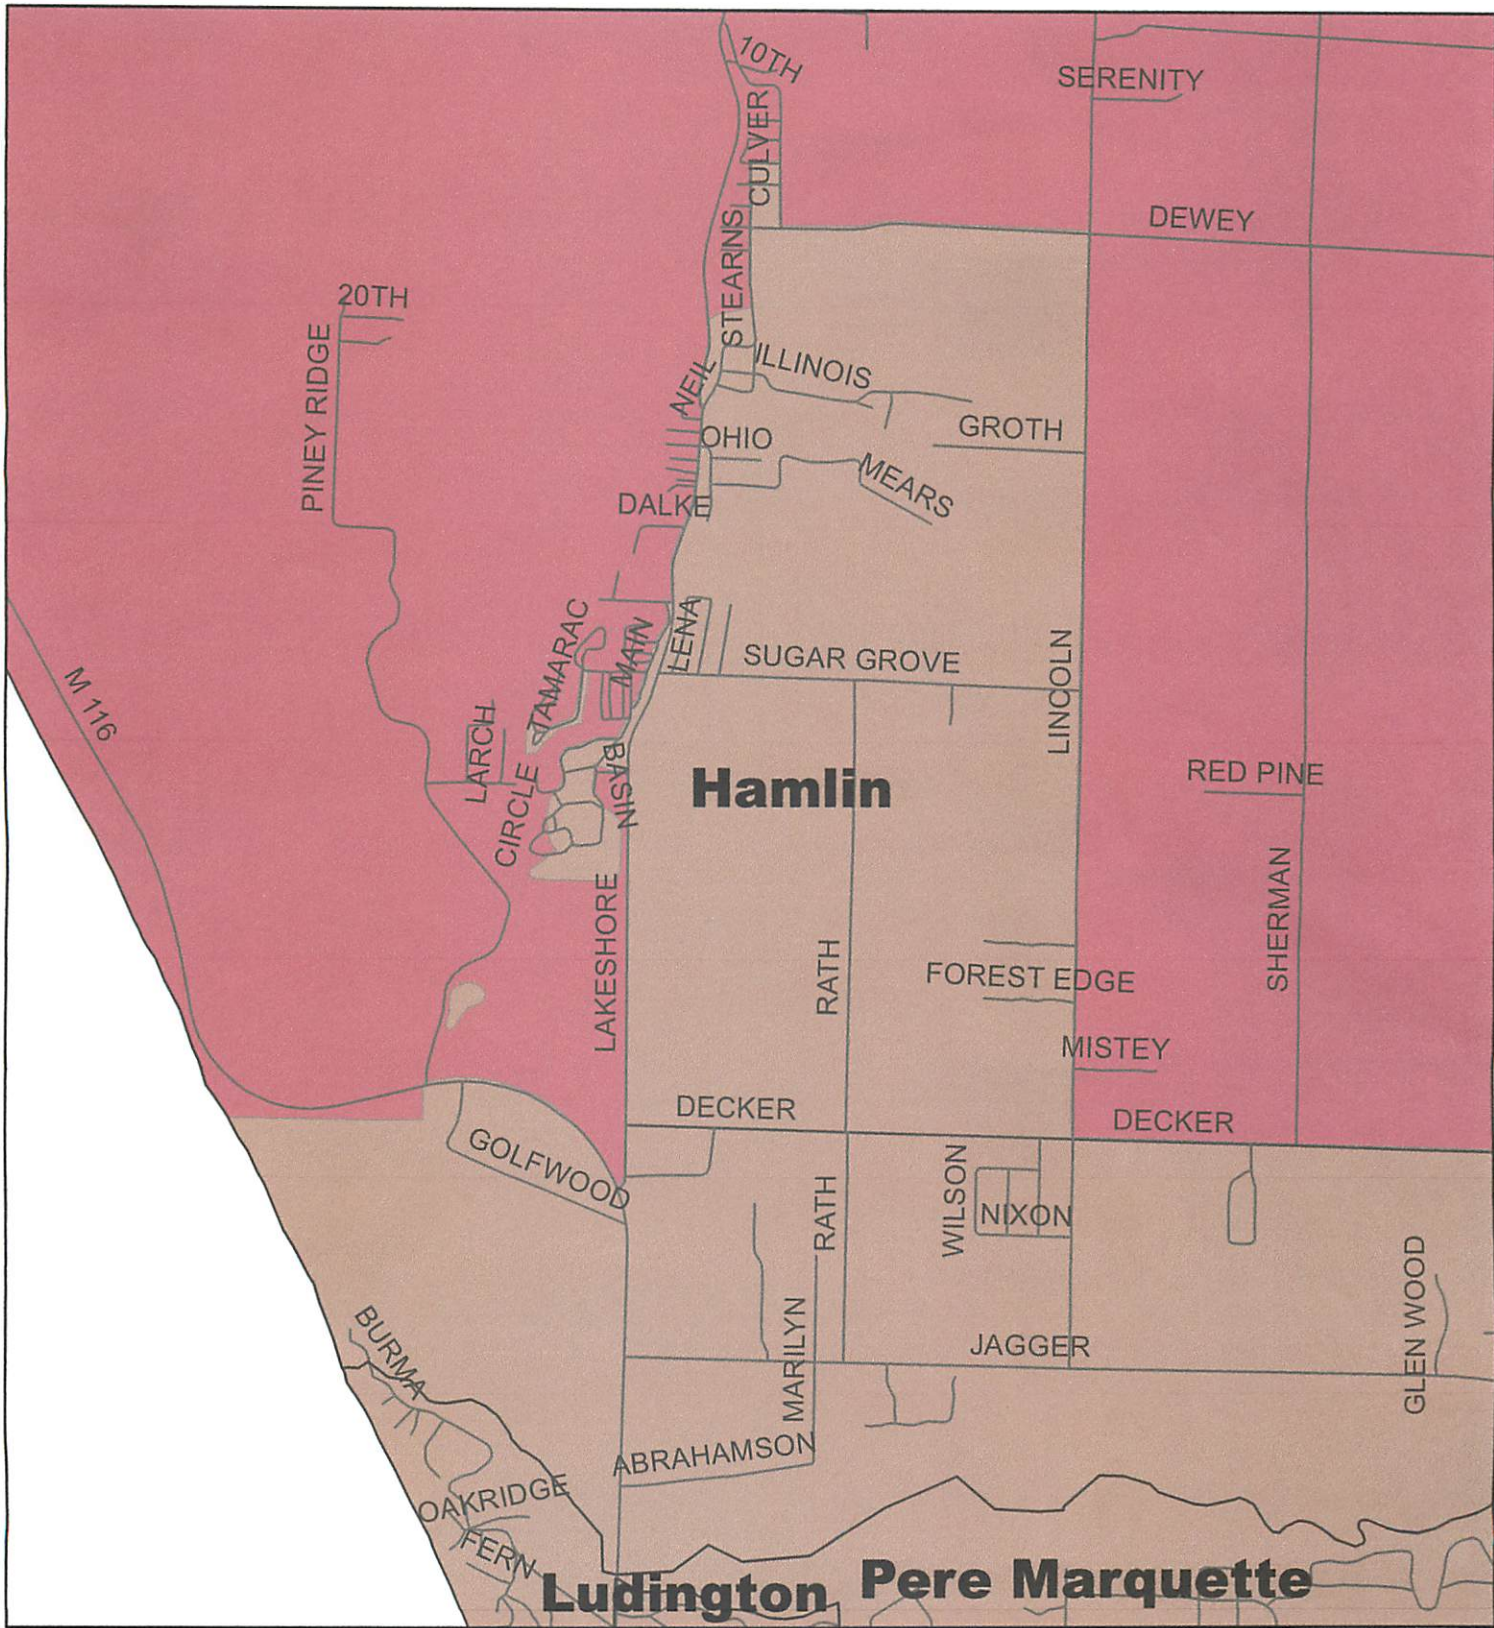 10TH
SERENITY
CULVER
DEWEY
STEARNS
20TH
PINEY RIDGE
NEIL
ILLINOIS
GROTH
OHIO
MEARS
DALKE
TAMARAC
MAIN
LENA
SUGAR GROVE
LINCOLN
M 116
LARCH
CIRCLE
BASIN
Hamlin
RED PINE
SHERMAN
LAKESHORE
RATH
FOREST EDGE
MISTEY
DECKER
DECKER
GOLFWOOD
RATH
WILSON
NIXON
GLEN WOOD
BURMA
MARILYN
JAGGER
ABRAHAMSON
OAKRIDGE
FERN
Ludington
Pere Marquette